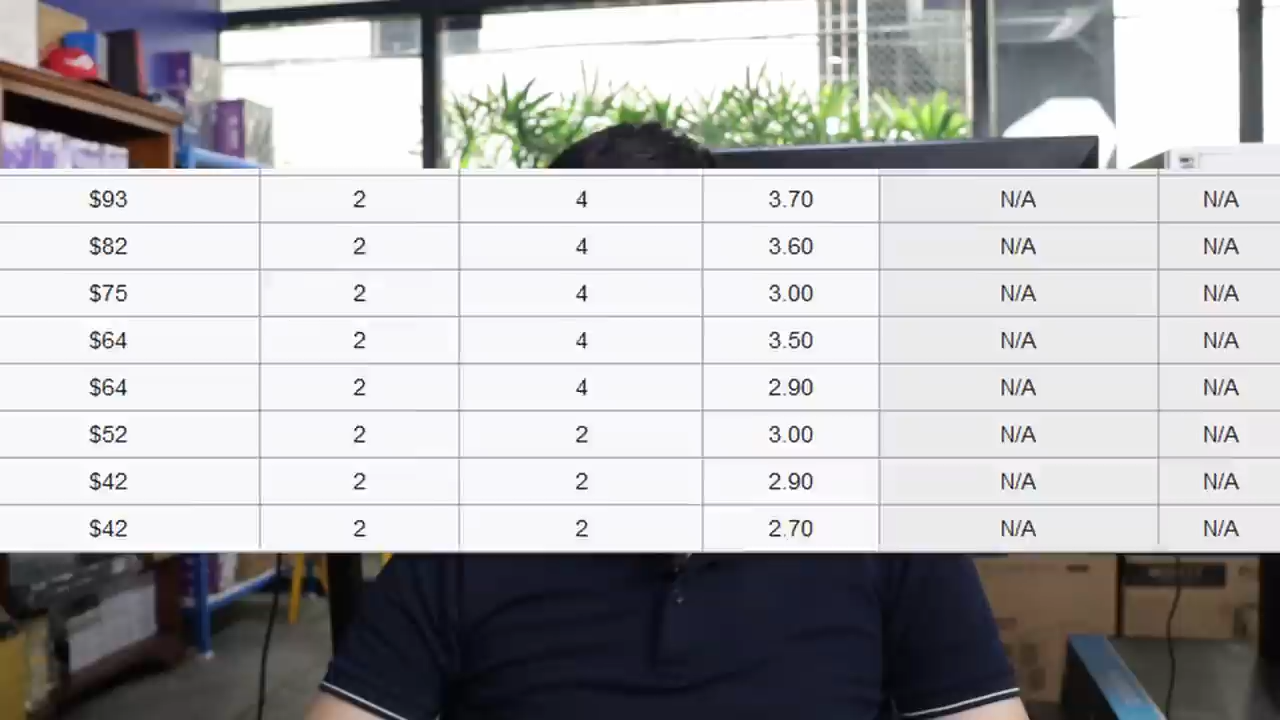 $93 2 4 3.70 N/A N/A
$82 2 4 3.60 N/A N/A
$75 2 4 3.00 N/A N/A
$64 2 4 3.50 N/A N/A
$64 2 4 2.90 N/A N/A
$52 2 2 3.00 N/A N/A
$42 2 2 2.90 N/A N/A
$42 2 2 2.70 N/A N/A